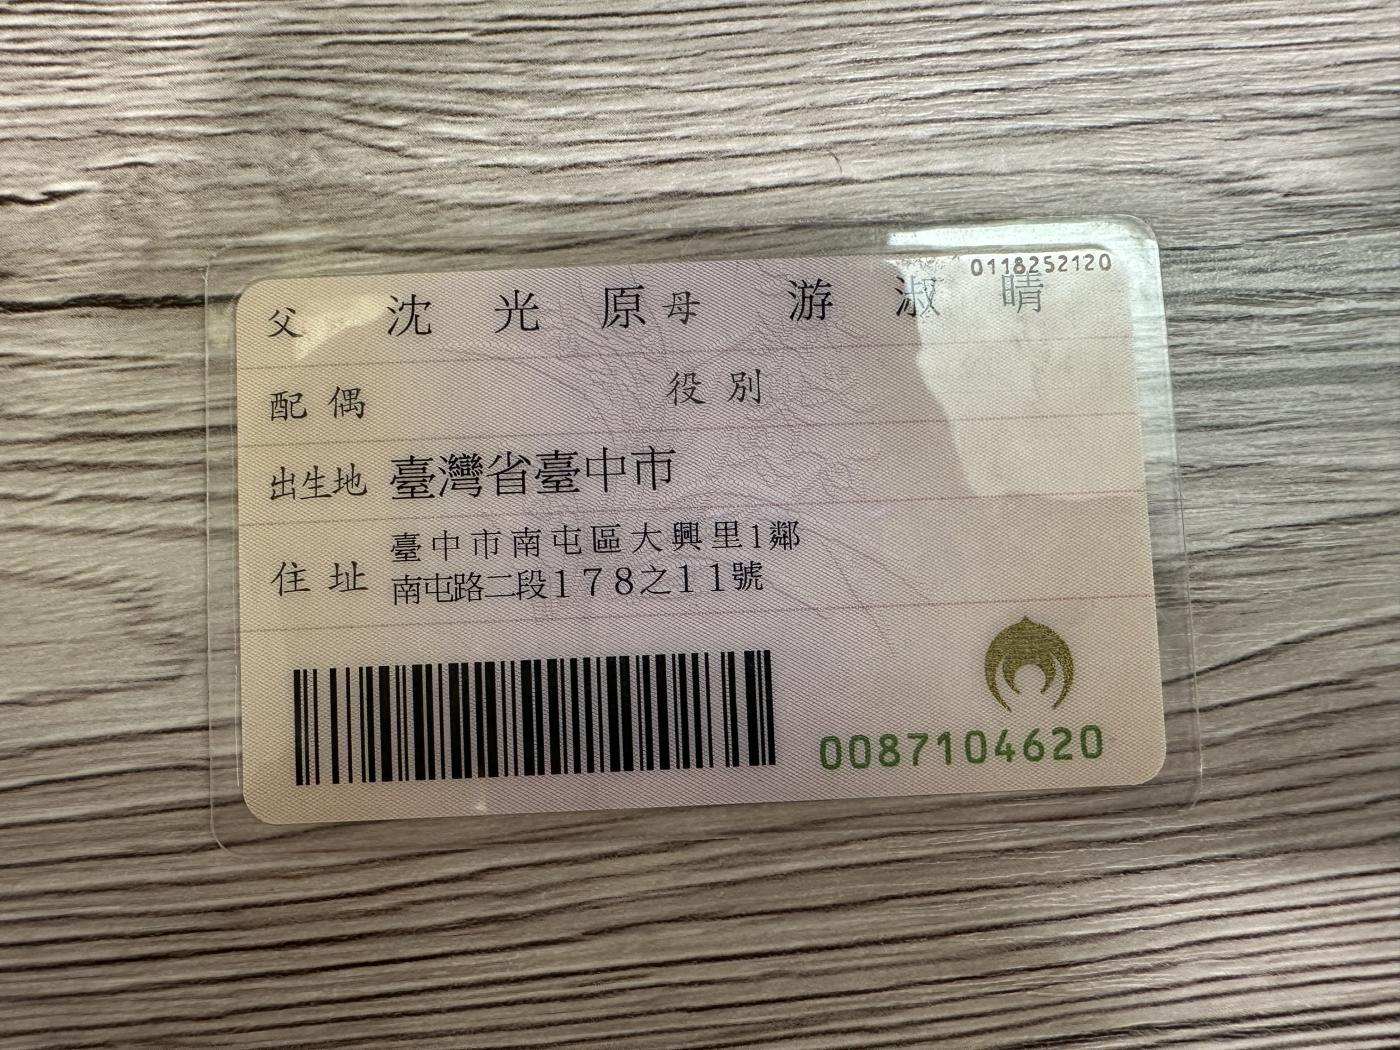 0118252120
父 沈光原 母 游淑晴
配偶 役別
出生地 臺灣省臺中市
住址 臺中市南屯區大興里1鄰
南屯路二段178之11號
0087104620